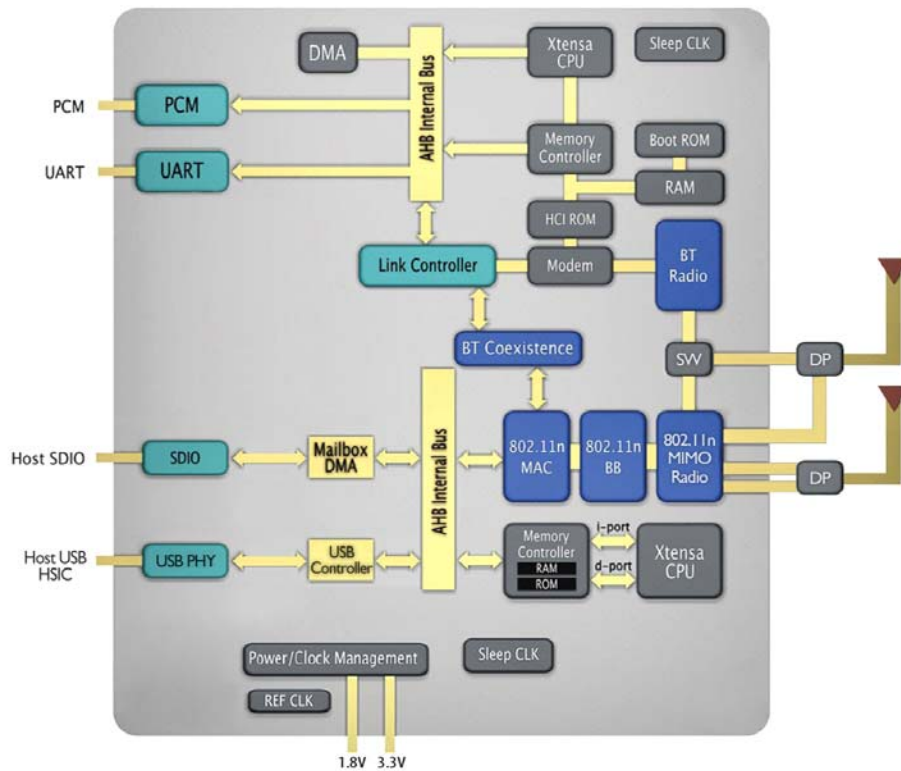 DMA
AHB Internal Bus
Xtensa
CPU
Sleep CLK
PCM
PCM
UART
UART
Memory
Controller
Boot ROM
RAM
HCI ROM
Link Controller
Modem
BT
Radio
BT Coexistence
SW
DP
Host SDIO
SDIO
Mailbox
DMA
AHB Internal Bus
802.11n
MAC
802.11n
BB
802.11n
MIMO
Radio
DP
Host USB
HSIC
USB PHY
USB
Controller
Memory
Controller
RAM
ROM
i-port
d-port
Xtensa
CPU
Power/Clock Management
Sleep CLK
REF CLK
1.8V
3.3V